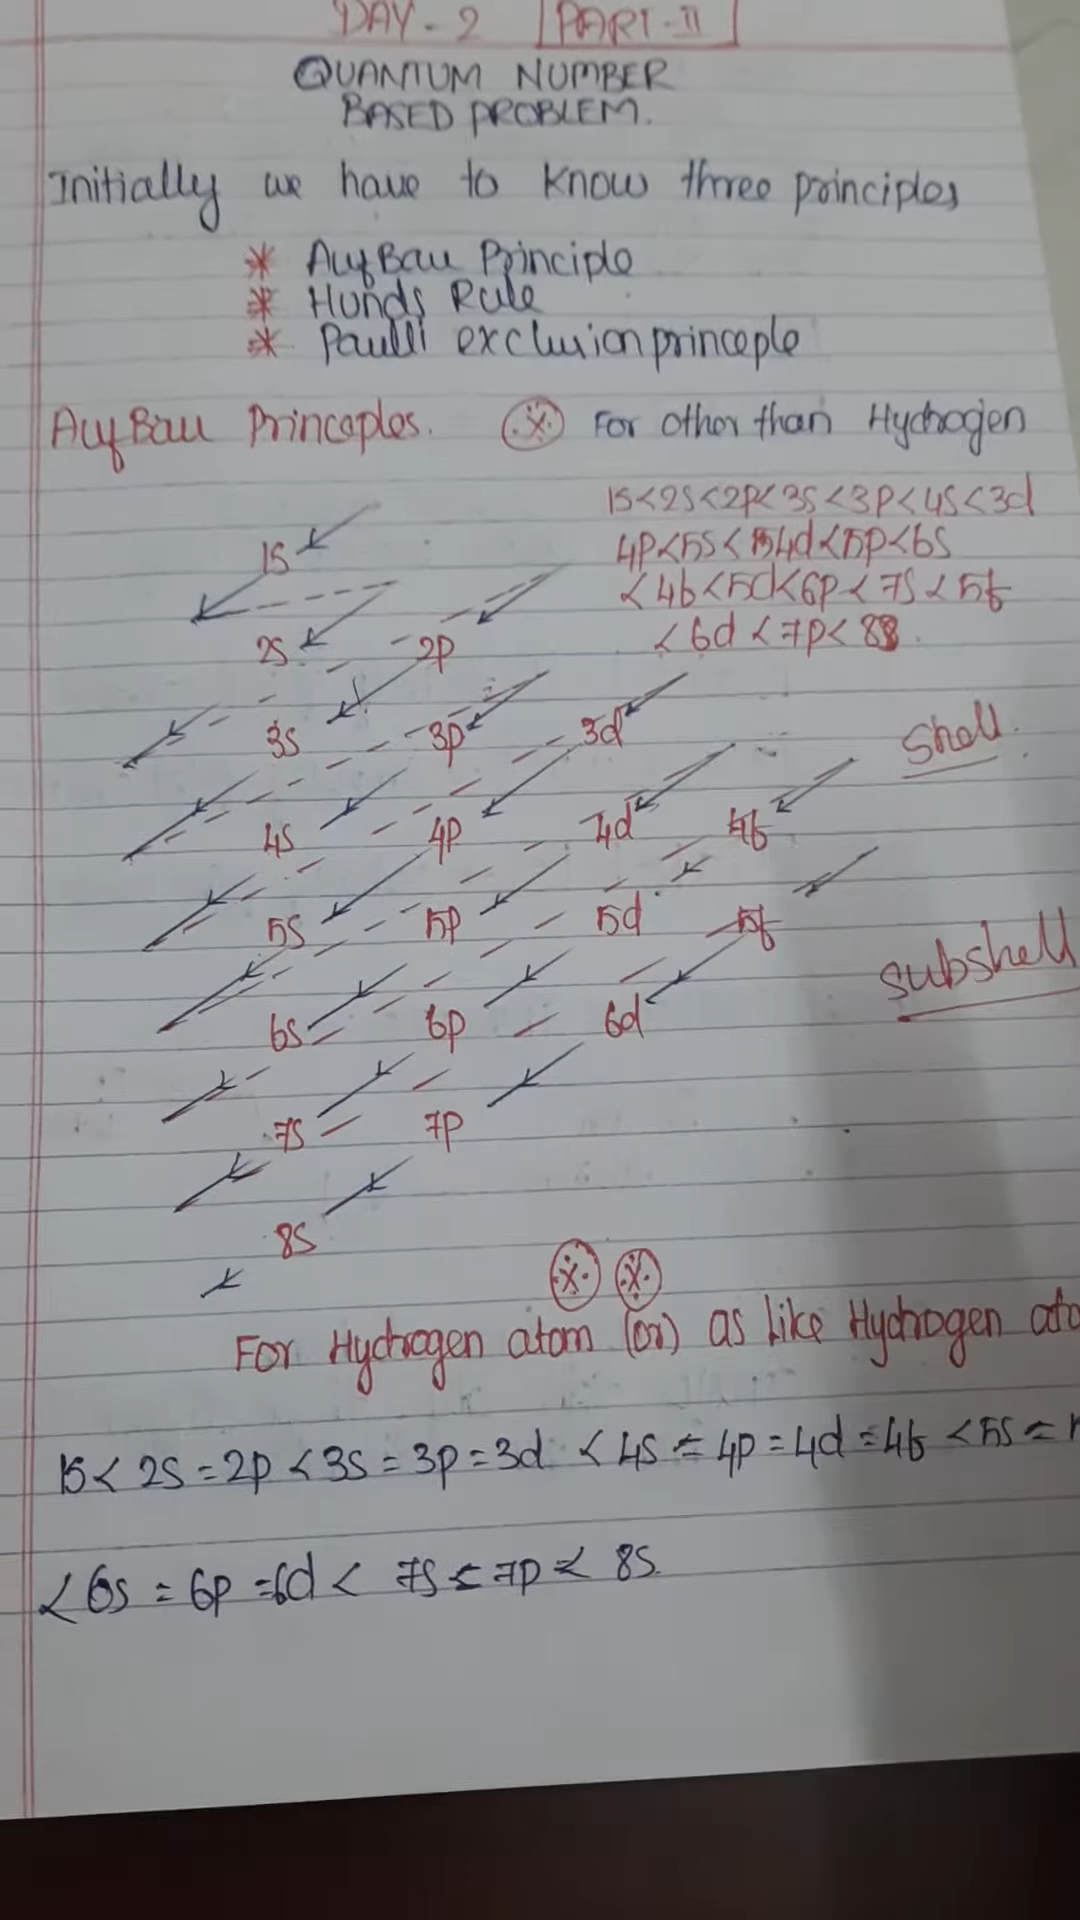 DAY - 2 PART-II
QUANTUM NUMBER
BASED PROBLEM.
Initially we have to know three principles
* AufBau Principle
* Hunds Rule
* Paulli exclusion princeple
AufBau Princaples. For other than Hydrogen
1s<2s<2p<3s<3p<4s<3d
4p<5s<4d<5p<6s
<4f<5d<6p<7s<5f
<6d<7p<8s.
1s
2s 2p
3s 3p 3d
shell.
4s 4p 4d 4f
5s 5p 5d 5f
subshell
6s 6p 6d
7s 7p
8s
For Hydrogen atom (or) as like Hydrogen ato
1s < 2s = 2p < 3s = 3p = 3d < 4s = 4p = 4d = 4f < 5s =
< 6s = 6p = 6d < 7s = 7p < 8s.